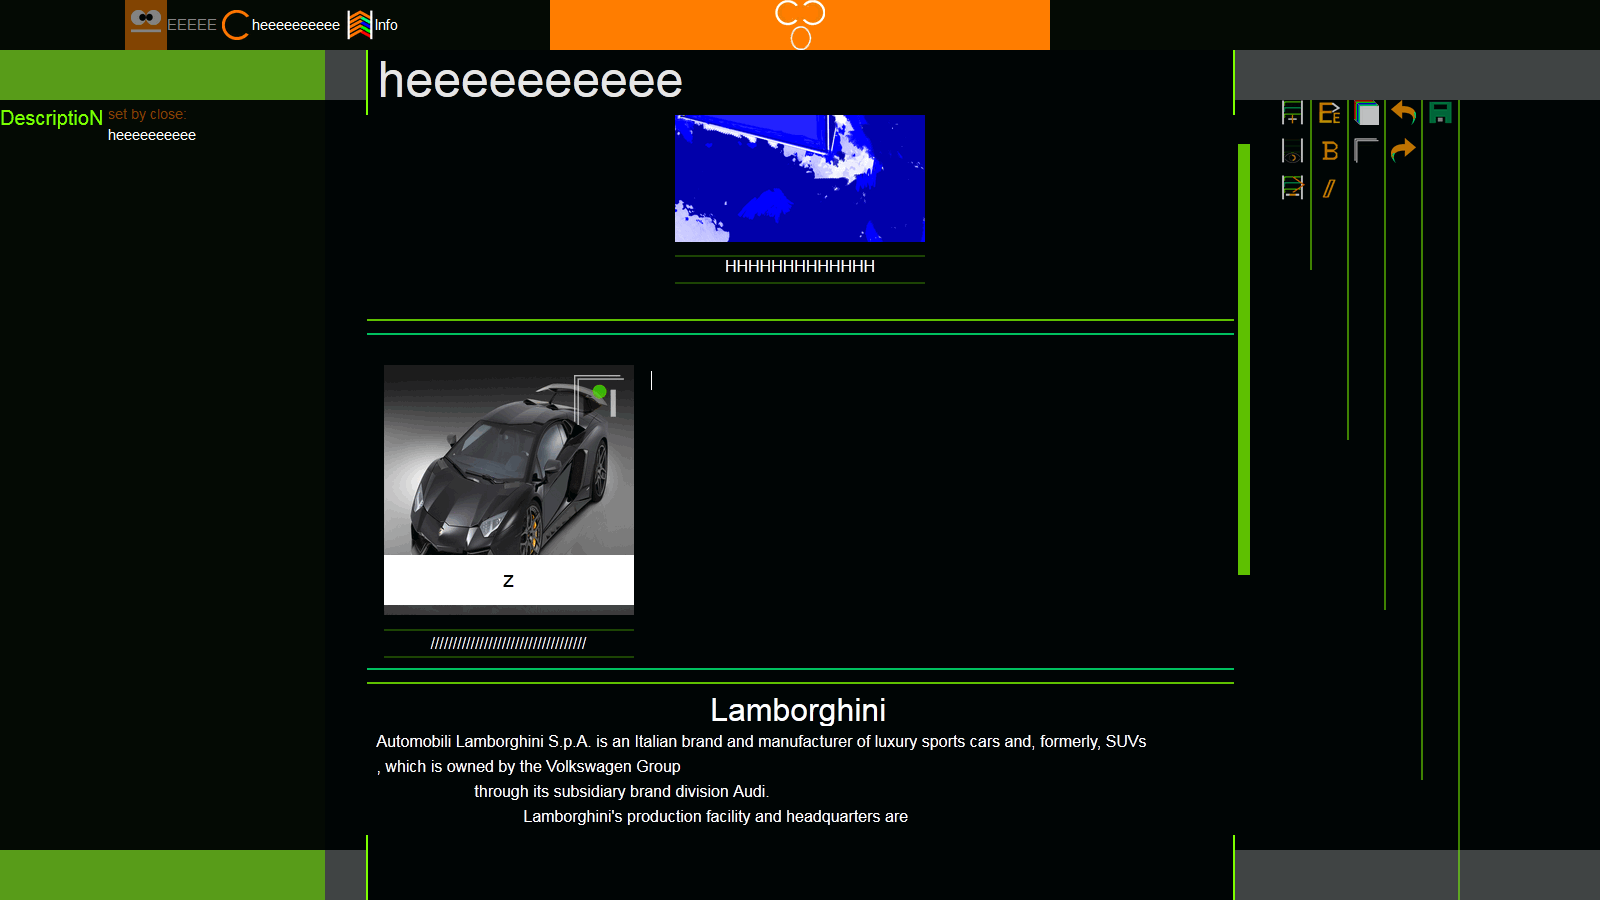 EEEEE heeeeeeeeee Info
heeeeeeeeee
DescriptioN set by close:
heeeeeeeeee
HHHHHHHHHHHHH
z
///////////////////////////////////
Lamborghini
Automobili Lamborghini S.p.A. is an Italian brand and manufacturer of luxury sports cars and, formerly, SUVs
, which is owned by the Volkswagen Group
through its subsidiary brand division Audi.
Lamborghini's production facility and headquarters are